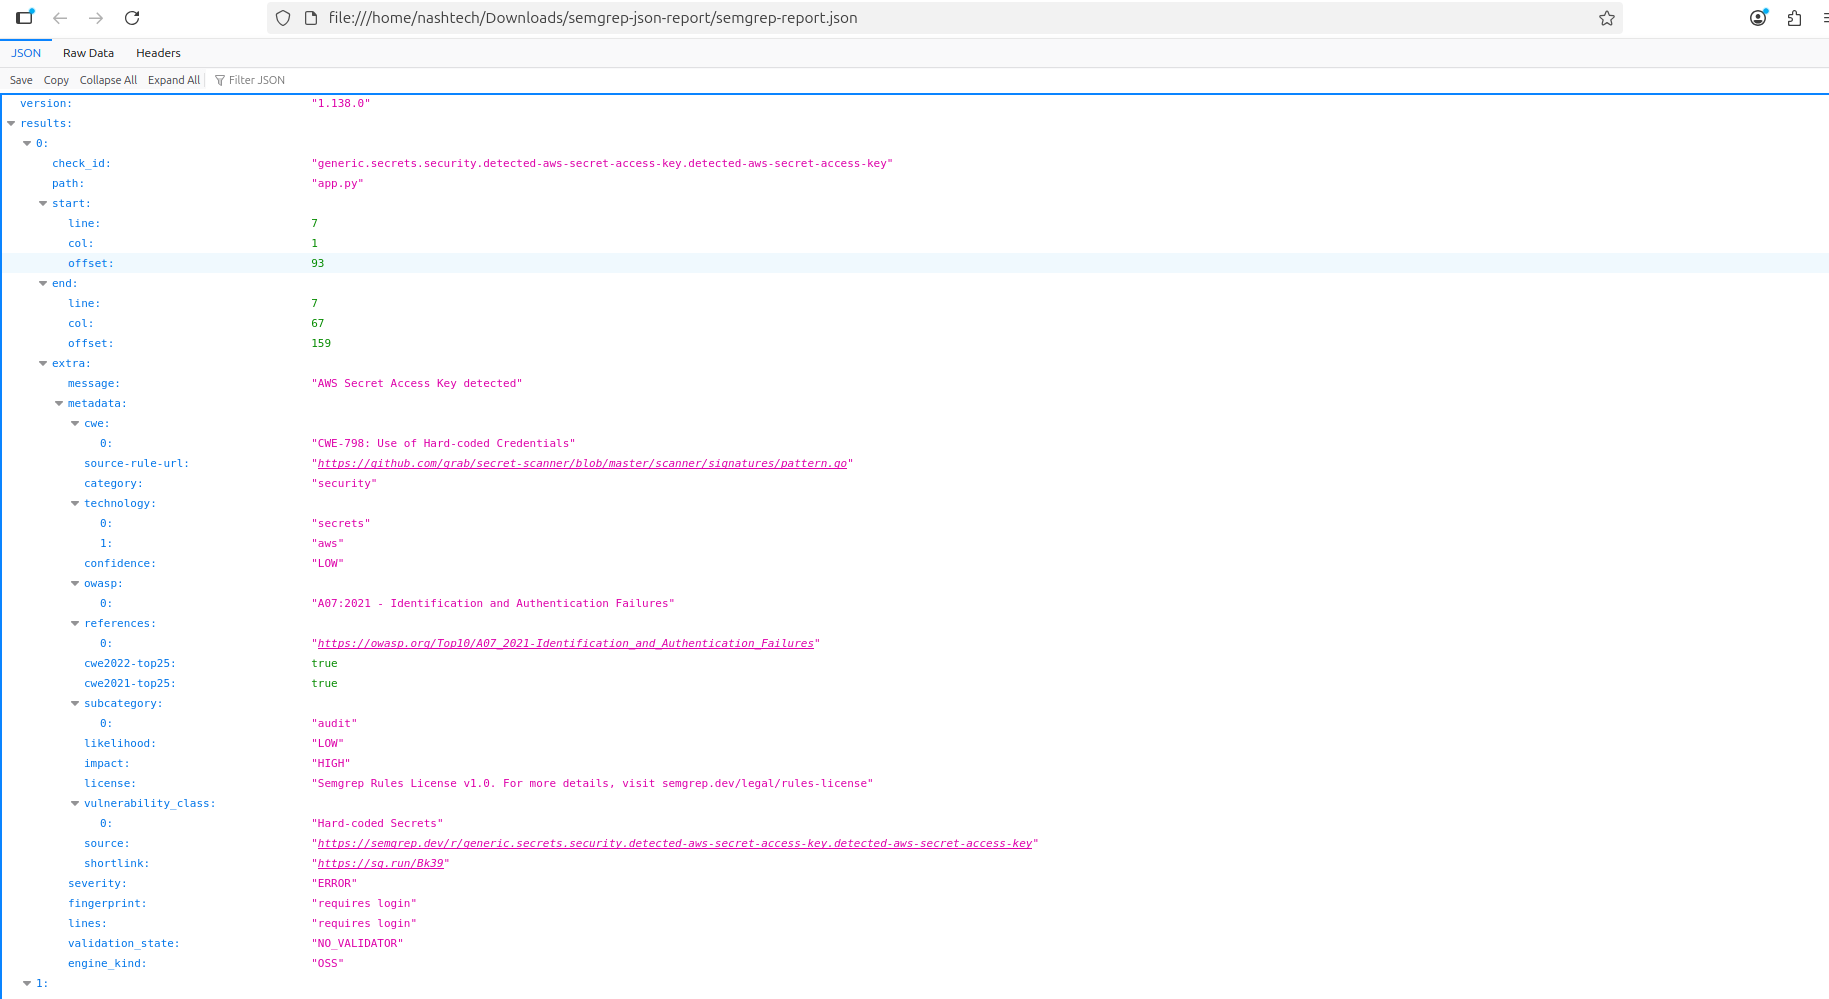 file:///home/nashtech/Downloads/semgrep-json-report/semgrep-report.json
JSON Raw Data Headers
Save Copy Collapse All Expand All Filter JSON
version: "1.138.0"
results:
0:
check_id: "generic.secrets.security.detected-aws-secret-access-key.detected-aws-secret-access-key"
path: "app.py"
start:
line: 7
col: 1
offset: 93
end:
line: 7
col: 67
offset: 159
extra:
message: "AWS Secret Access Key detected"
metadata:
cwe:
0: "CWE-798: Use of Hard-coded Credentials"
source-rule-url: "https://github.com/grab/secret-scanner/blob/master/scanner/signatures/pattern.go"
category: "security"
technology:
0: "secrets"
1: "aws"
confidence: "LOW"
owasp:
0: "A07:2021 - Identification and Authentication Failures"
references:
0: "https://owasp.org/Top10/A07_2021-Identification_and_Authentication_Failures"
cwe2022-top25: true
cwe2021-top25: true
subcategory:
0: "audit"
likelihood: "LOW"
impact: "HIGH"
license: "Semgrep Rules License v1.0. For more details, visit semgrep.dev/legal/rules-license"
vulnerability_class:
0: "Hard-coded Secrets"
source: "https://semgrep.dev/r/generic.secrets.security.detected-aws-secret-access-key.detected-aws-secret-access-key"
shortlink: "https://sg.run/Bk39"
severity: "ERROR"
fingerprint: "requires login"
lines: "requires login"
validation_state: "NO_VALIDATOR"
engine_kind: "OSS"
1: